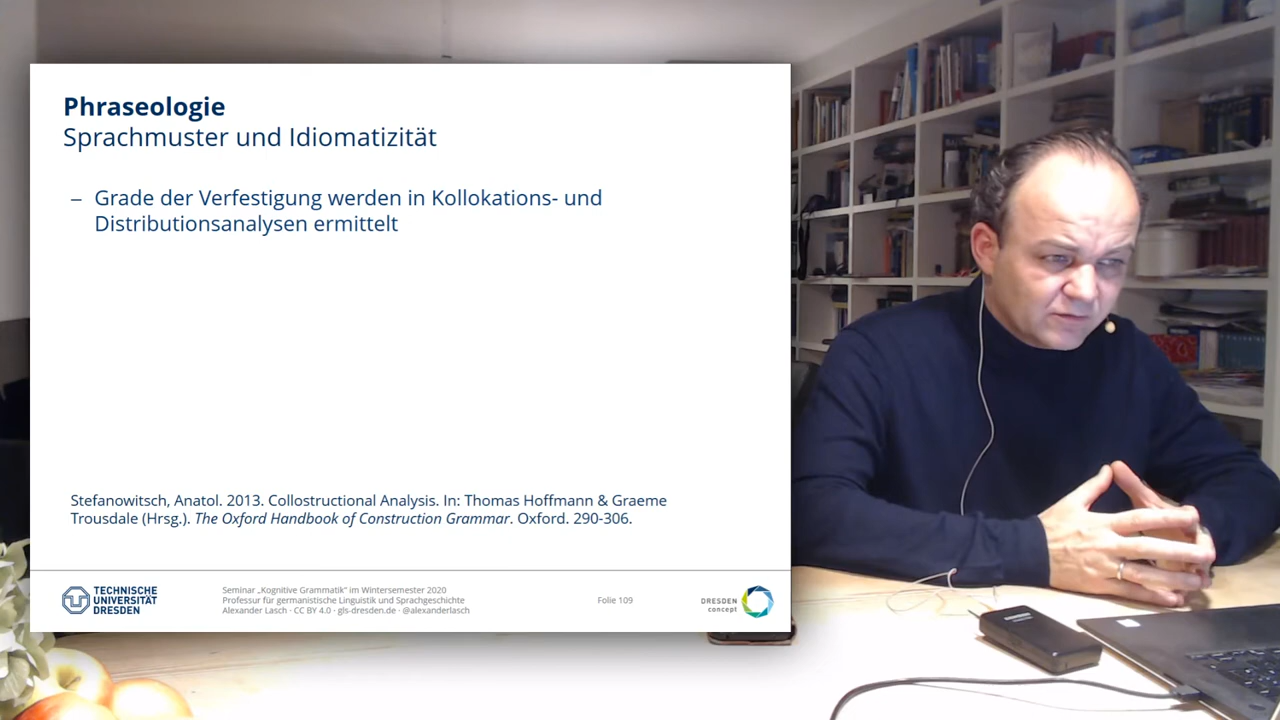 Phraseologie
Sprachmuster und Idiomatizität
– Grade der Verfestigung werden in Kollokations- und
Distributionsanalysen ermittelt
Stefanowitsch, Anatol. 2013. Collostructional Analysis. In: Thomas Hoffmann & Graeme
Trousdale (Hrsg.). The Oxford Handbook of Construction Grammar. Oxford. 290-306.
TECHNISCHE
UNIVERSITÄT
DRESDEN
Seminar „Kognitive Grammatik“ im Wintersemester 2020
Professur für germanistische Linguistik und Sprachgeschichte
Alexander Lasch · CC BY 4.0 · gls-dresden.de · @alexanderlasch
Folie 109
DRESDEN
concept